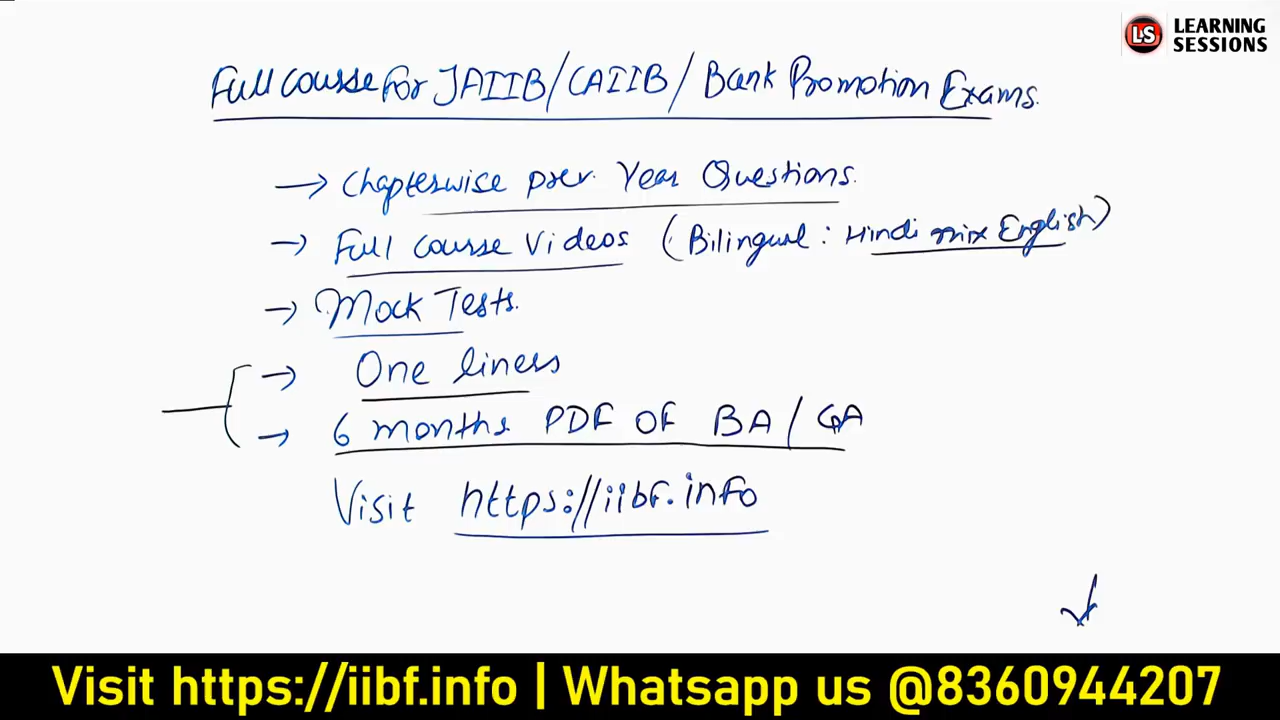 LS LEARNING
SESSIONS
Full course for JAIIB/CAIIB/Bank Promotion Exams.
→ Chapterwise prev. Year Questions.
→ Full course Videos (Bilingual: Hindi mix English)
→ Mock Tests.
→ One liners
→ 6 months PDF OF BA/GA
Visit https://iibf.info
Visit https://iibf.info | Whatsapp us @8360944207